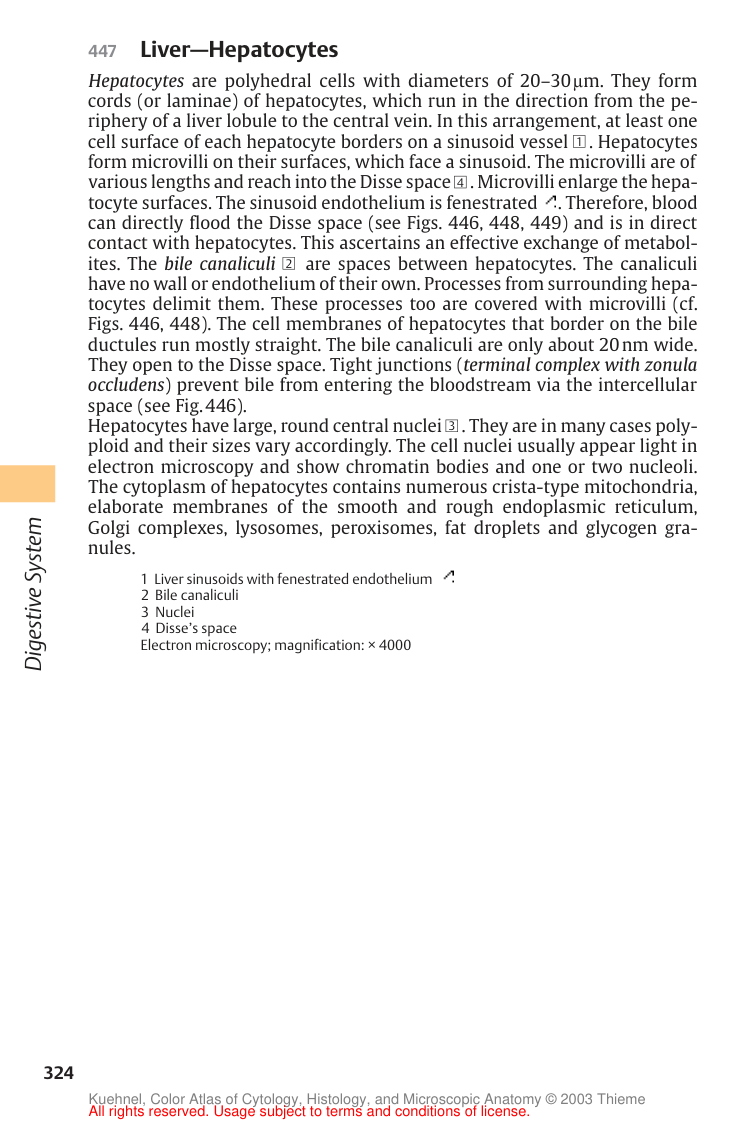 447 Liver—Hepatocytes
Hepatocytes are polyhedral cells with diameters of 20–30 μm. They form
cords (or laminae) of hepatocytes, which run in the direction from the pe-
riphery of a liver lobule to the central vein. In this arrangement, at least one
cell surface of each hepatocyte borders on a sinusoid vessel 1. Hepatocytes
form microvilli on their surfaces, which face a sinusoid. The microvilli are of
various lengths and reach into the Disse space 4. Microvilli enlarge the hepa-
tocyte surfaces. The sinusoid endothelium is fenestrated ↗. Therefore, blood
can directly flood the Disse space (see Figs. 446, 448, 449) and is in direct
contact with hepatocytes. This ascertains an effective exchange of metabol-
ites. The bile canaliculi 2 are spaces between hepatocytes. The canaliculi
have no wall or endothelium of their own. Processes from surrounding hepa-
tocytes delimit them. These processes too are covered with microvilli (cf.
Figs. 446, 448). The cell membranes of hepatocytes that border on the bile
ductules run mostly straight. The bile canaliculi are only about 20 nm wide.
They open to the Disse space. Tight junctions (terminal complex with zonula
occludens) prevent bile from entering the bloodstream via the intercellular
space (see Fig. 446).
Hepatocytes have large, round central nuclei 3. They are in many cases poly-
ploid and their sizes vary accordingly. The cell nuclei usually appear light in
electron microscopy and show chromatin bodies and one or two nucleoli.
The cytoplasm of hepatocytes contains numerous crista-type mitochondria,
elaborate membranes of the smooth and rough endoplasmic reticulum,
Golgi complexes, lysosomes, peroxisomes, fat droplets and glycogen gra-
nules.
1 Liver sinusoids with fenestrated endothelium ↗
2 Bile canaliculi
3 Nuclei
4 Disse's space
Electron microscopy; magnification: × 4000
Digestive System
324
Kuehnel, Color Atlas of Cytology, Histology, and Microscopic Anatomy © 2003 Thieme
All rights reserved. Usage subject to terms and conditions of license.